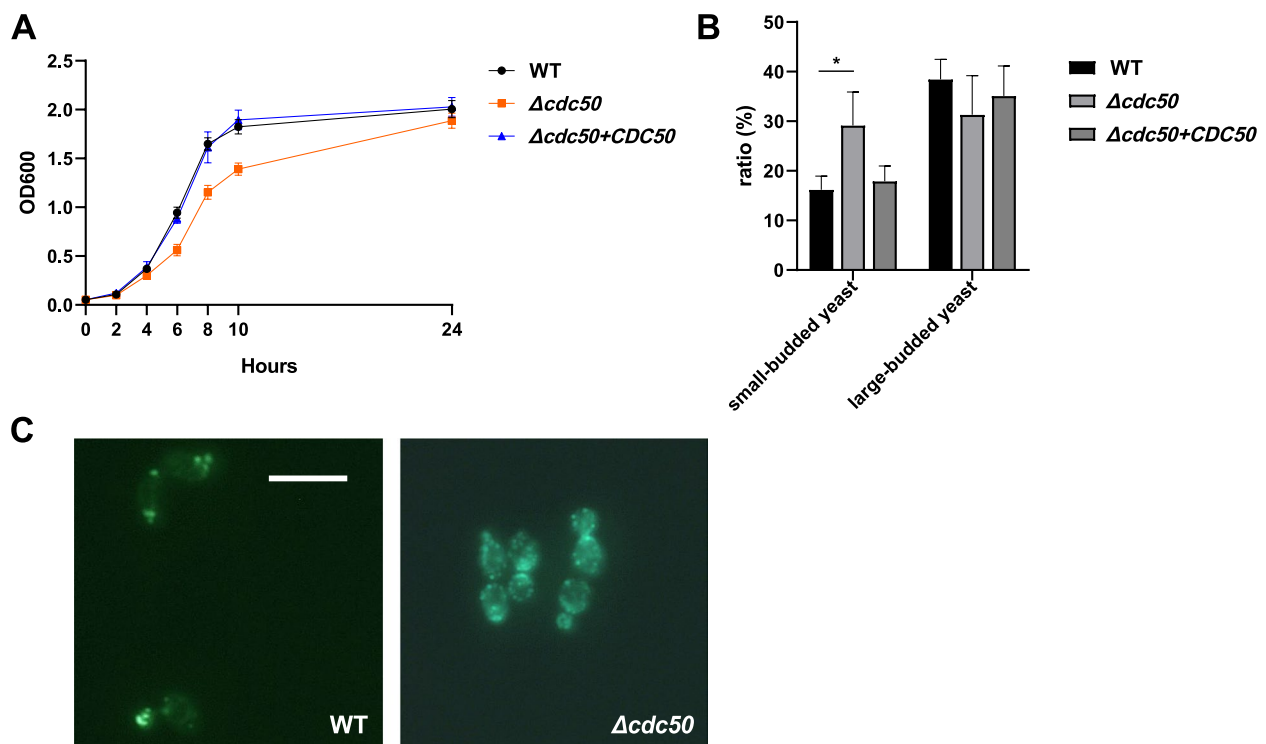 A
2.5
2.0
1.5
1.0
0.5
0.0
OD600
0 2 4 6 8 10 24
Hours
WT
Δcdc50
Δcdc50+CDC50
B
50
40
30
20
10
0
ratio (%)
*
small-budded yeast
large-budded yeast
WT
Δcdc50
Δcdc50+CDC50
C
WT
Δcdc50